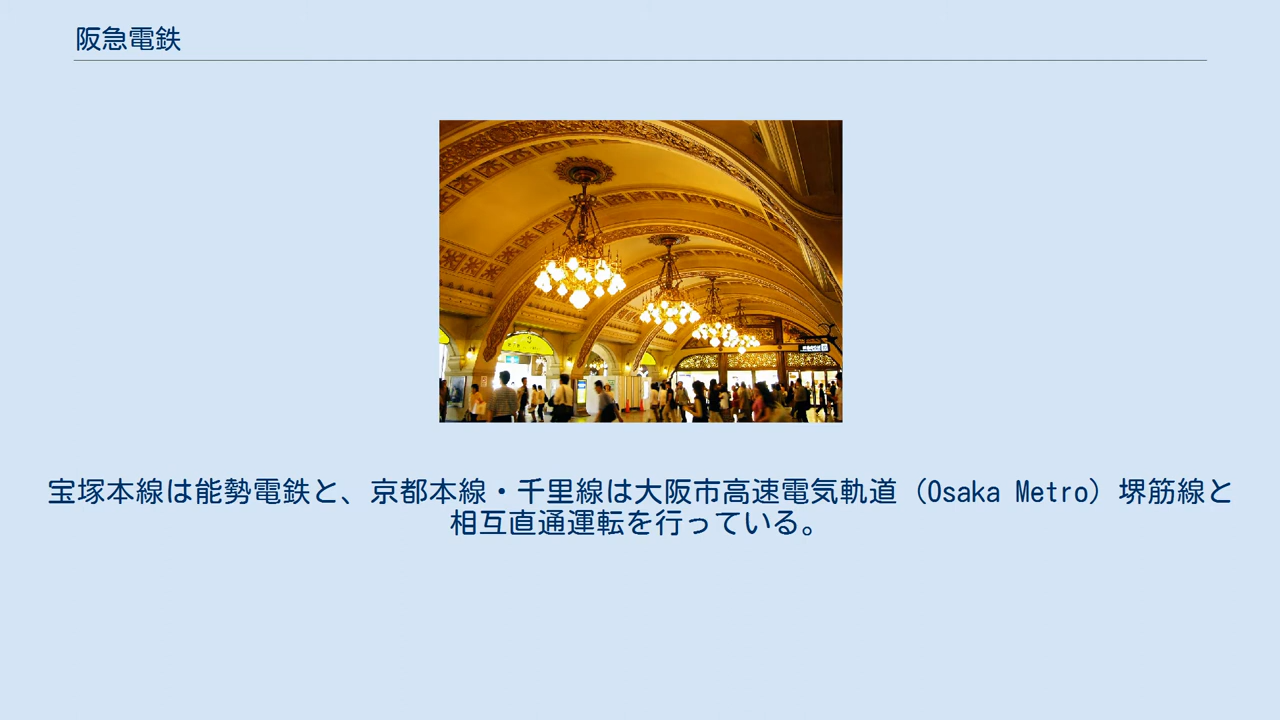 阪急電鉄
宝塚本線は能勢電鉄と、京都本線・千里線は大阪市高速電気軌道（Osaka Metro）堺筋線と
相互直通運転を行っている。